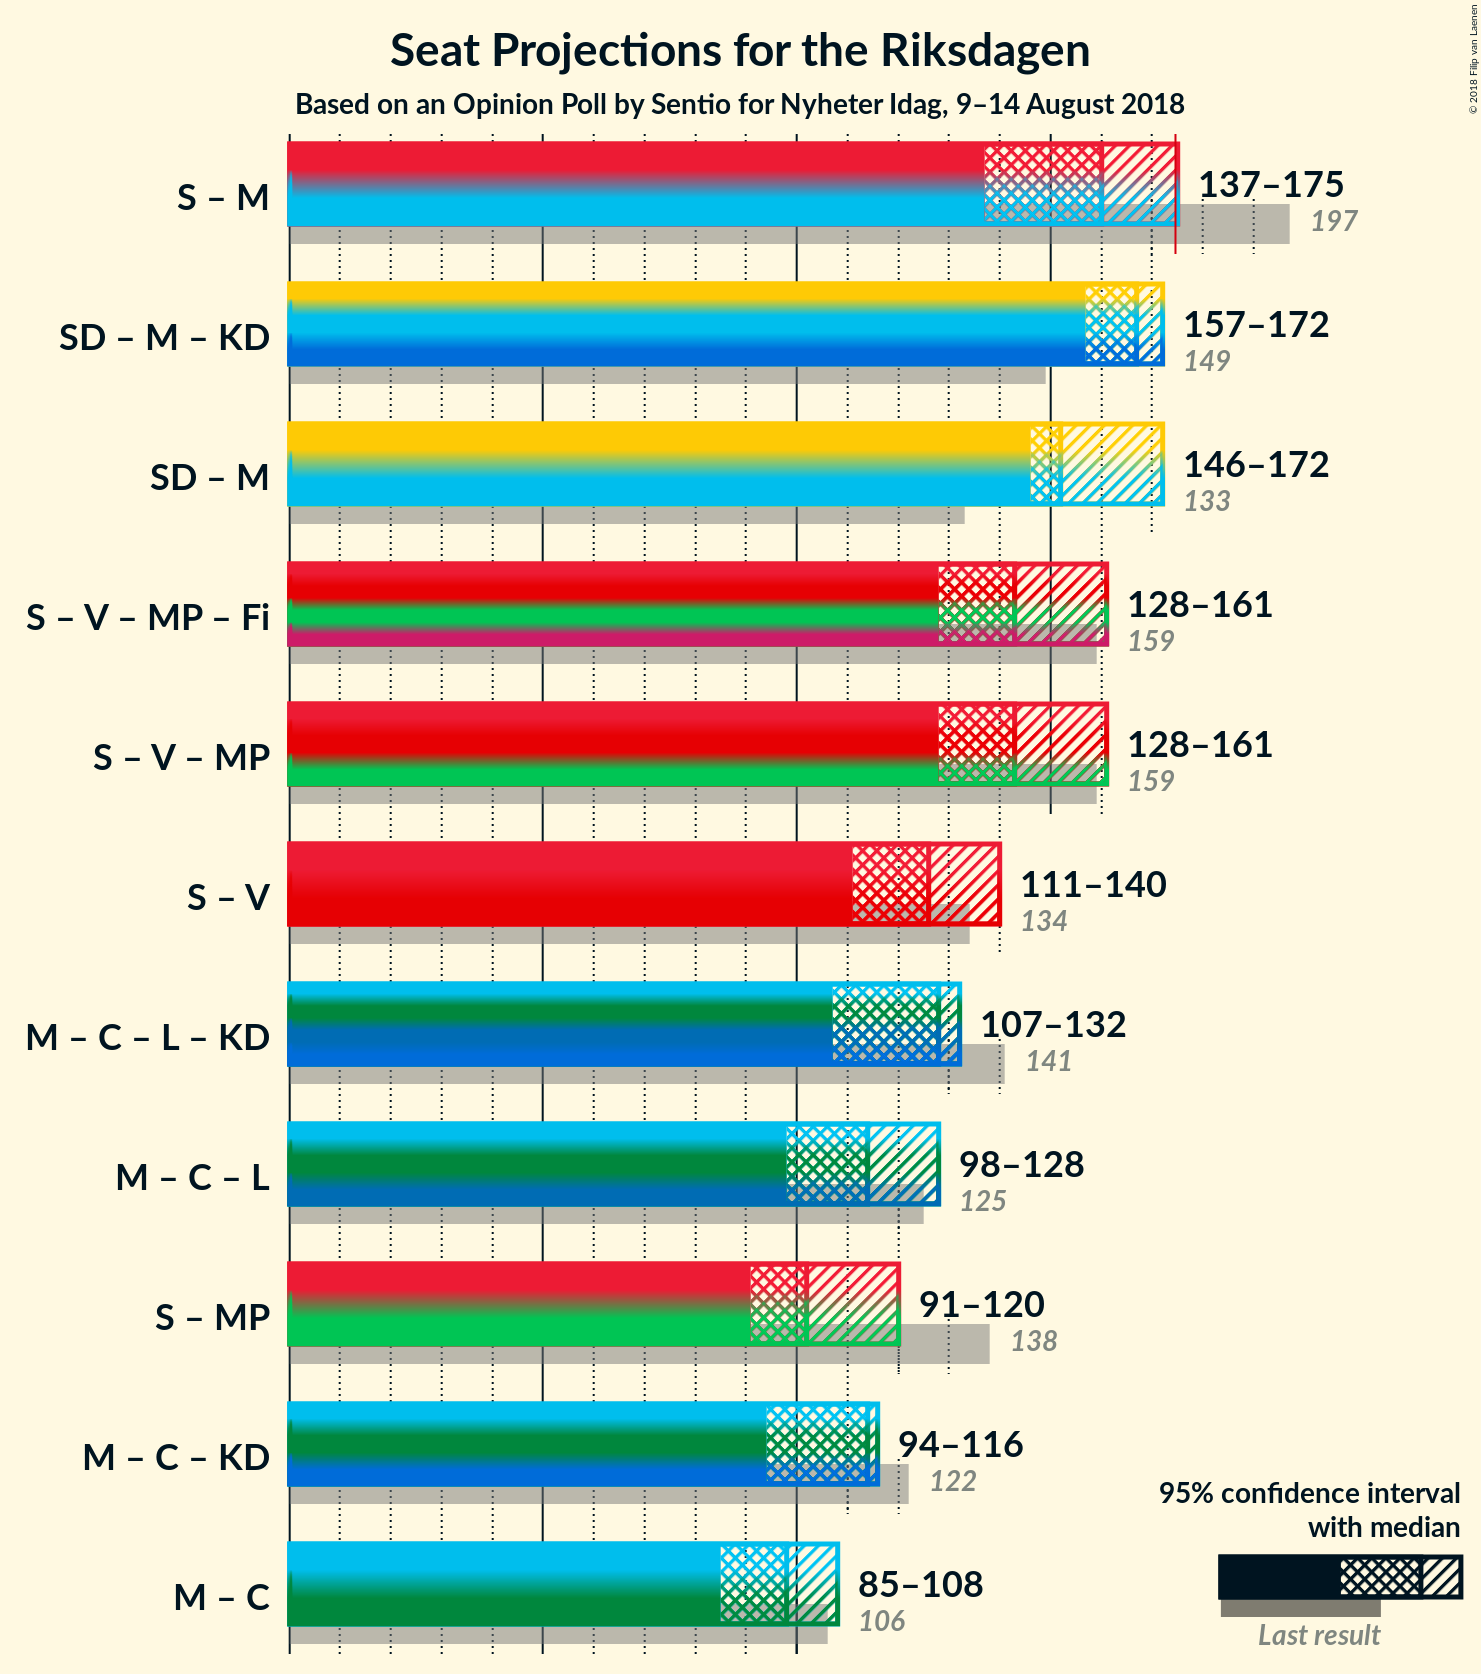 Seat Projections for the Riksdagen
Based on an Opinion Poll by Sentio for Nyheter Idag, 9–14 August 2018
© 2018 Filip van Laenen
S – M
137–175
197
SD – M – KD
157–172
149
SD – M
146–172
133
S – V – MP – Fi
128–161
159
S – V – MP
128–161
159
S – V
111–140
134
M – C – L – KD
107–132
141
M – C – L
98–128
125
S – MP
91–120
138
M – C – KD
94–116
122
M – C
85–108
106
95% confidence interval
with median
Last result